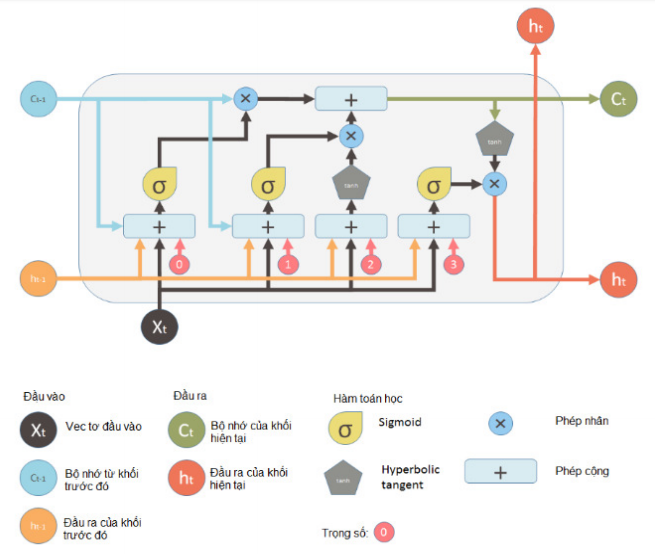 ht
Ct-1
×
+
Ct
×
tanh
σ
σ
tanh
σ
×
+
+
+
+
ht-1
0
1
2
3
ht
Xt
Đầu vào
Đầu ra
Hàm toán học
Xt
Vec tơ đầu vào
Ct
Bộ nhớ của khối
hiện tại
σ
Sigmoid
×
Phép nhân
Ct-1
Bộ nhớ từ khối
trước đó
ht
Đầu ra của khối
hiện tại
tanh
Hyperbolic
tangent
+
Phép cộng
ht-1
Đầu ra của khối
trước đó
Trọng số:
0